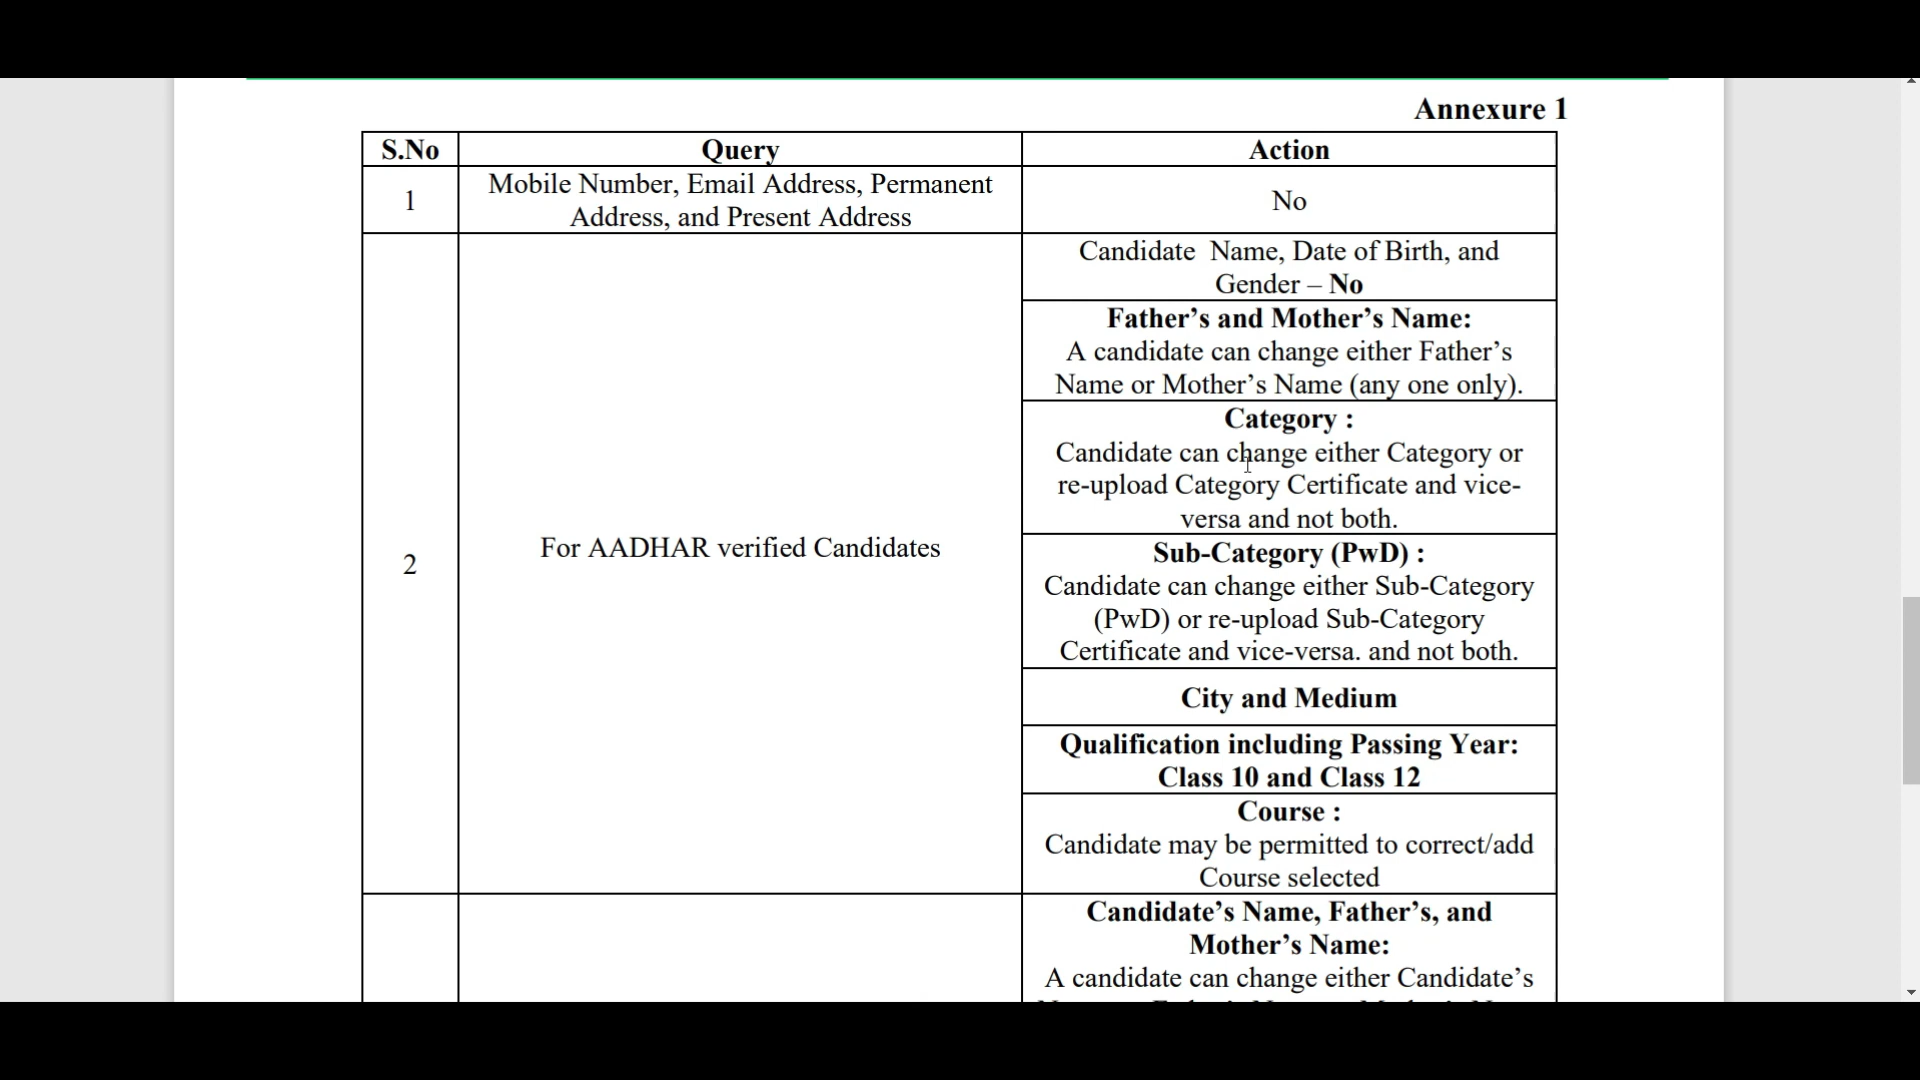 Annexure 1
S.No Query Action
1
Mobile Number, Email Address, Permanent
Address, and Present Address
No
2
For AADHAR verified Candidates
Candidate Name, Date of Birth, and
Gender – No
Father’s and Mother’s Name:
A candidate can change either Father’s
Name or Mother’s Name (any one only).
Category :
Candidate can change either Category or
re-upload Category Certificate and vice-
versa and not both.
Sub-Category (PwD) :
Candidate can change either Sub-Category
(PwD) or re-upload Sub-Category
Certificate and vice-versa. and not both.
City and Medium
Qualification including Passing Year:
Class 10 and Class 12
Course :
Candidate may be permitted to correct/add
Course selected
Candidate’s Name, Father’s, and
Mother’s Name:
A candidate can change either Candidate’s